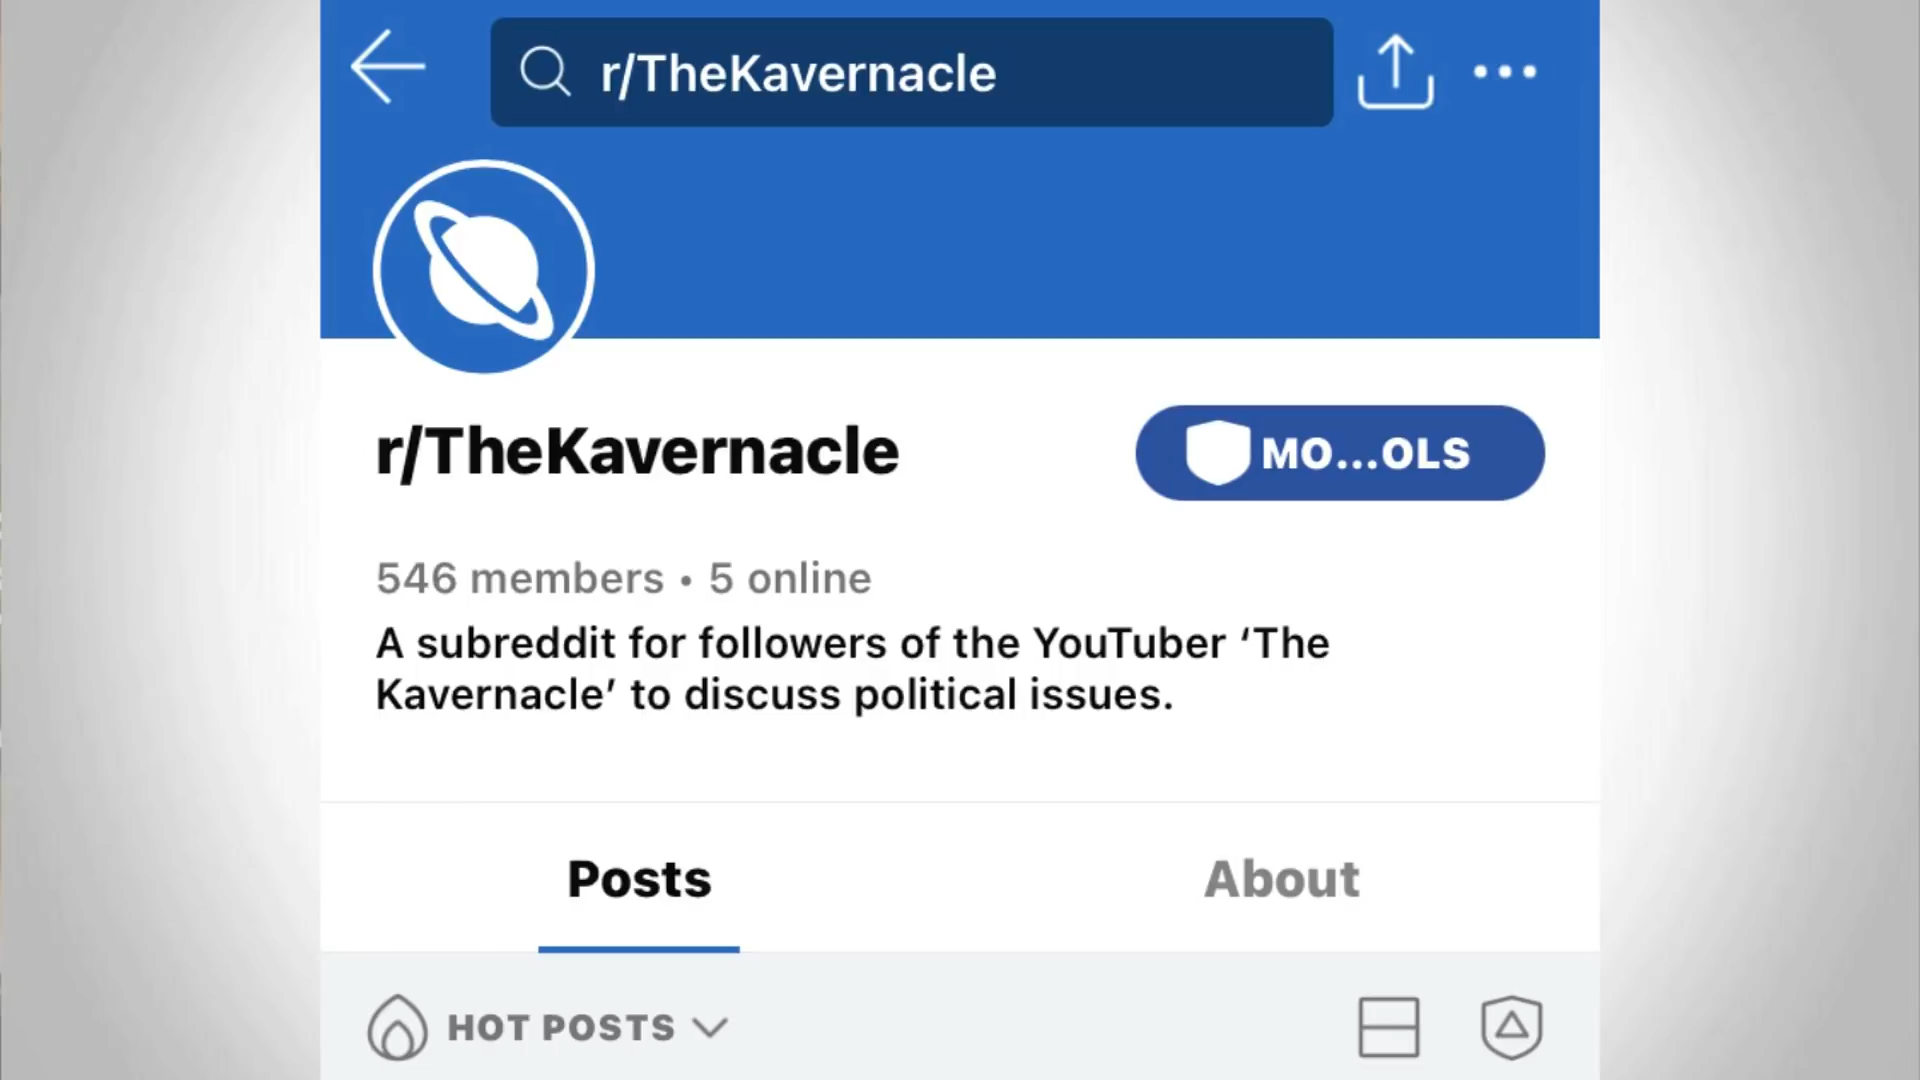 r/TheKavernacle
r/TheKavernacle
MO...OLS
546 members • 5 online
A subreddit for followers of the YouTuber ‘The
Kavernacle’ to discuss political issues.
Posts
About
HOT POSTS